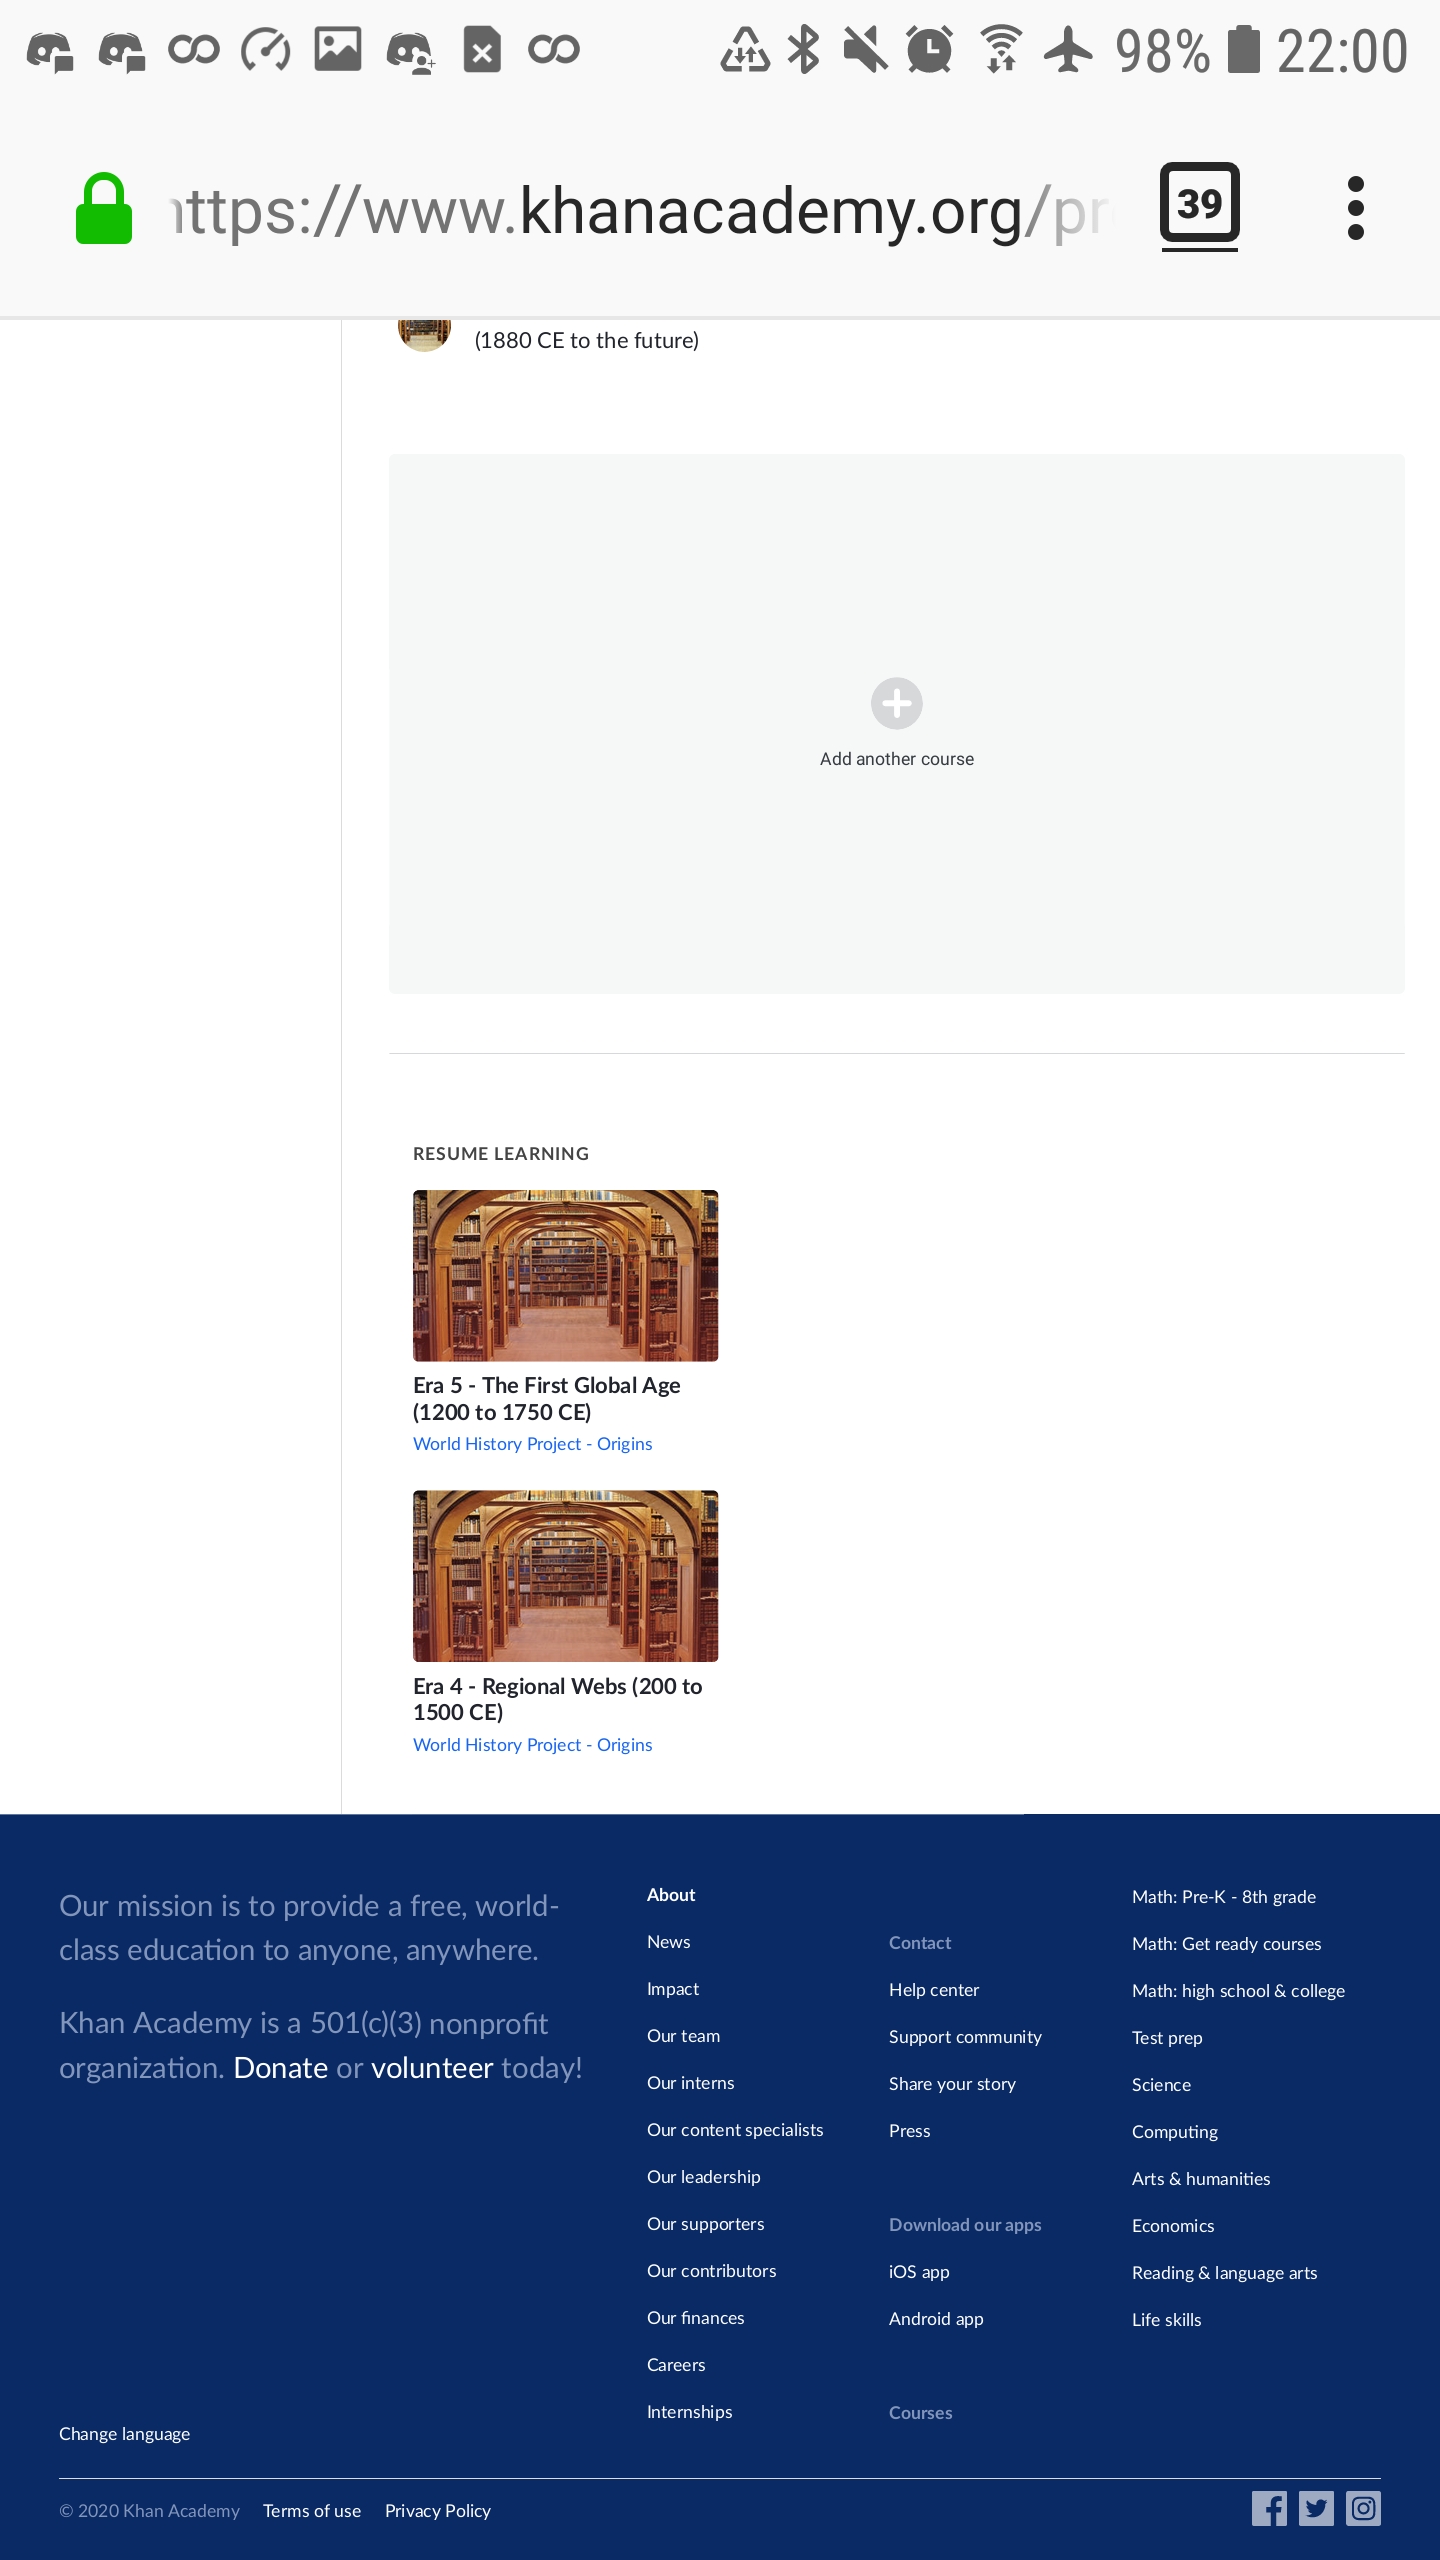 98% 22:00
https://www.khanacademy.org/pr
39
(1880 CE to the future)
Add another course
RESUME LEARNING
Era 5 - The First Global Age
(1200 to 1750 CE)
World History Project - Origins
Era 4 - Regional Webs (200 to
1500 CE)
World History Project - Origins
Our mission is to provide a free, world-
class education to anyone, anywhere.
Khan Academy is a 501(c)(3) nonprofit
organization. Donate or volunteer today!
Change language
About
News
Impact
Our team
Our interns
Our content specialists
Our leadership
Our supporters
Our contributors
Our finances
Careers
Internships
Contact
Help center
Support community
Share your story
Press
Download our apps
iOS app
Android app
Courses
Math: Pre-K - 8th grade
Math: Get ready courses
Math: high school & college
Test prep
Science
Computing
Arts & humanities
Economics
Reading & language arts
Life skills
© 2020 Khan Academy Terms of use Privacy Policy